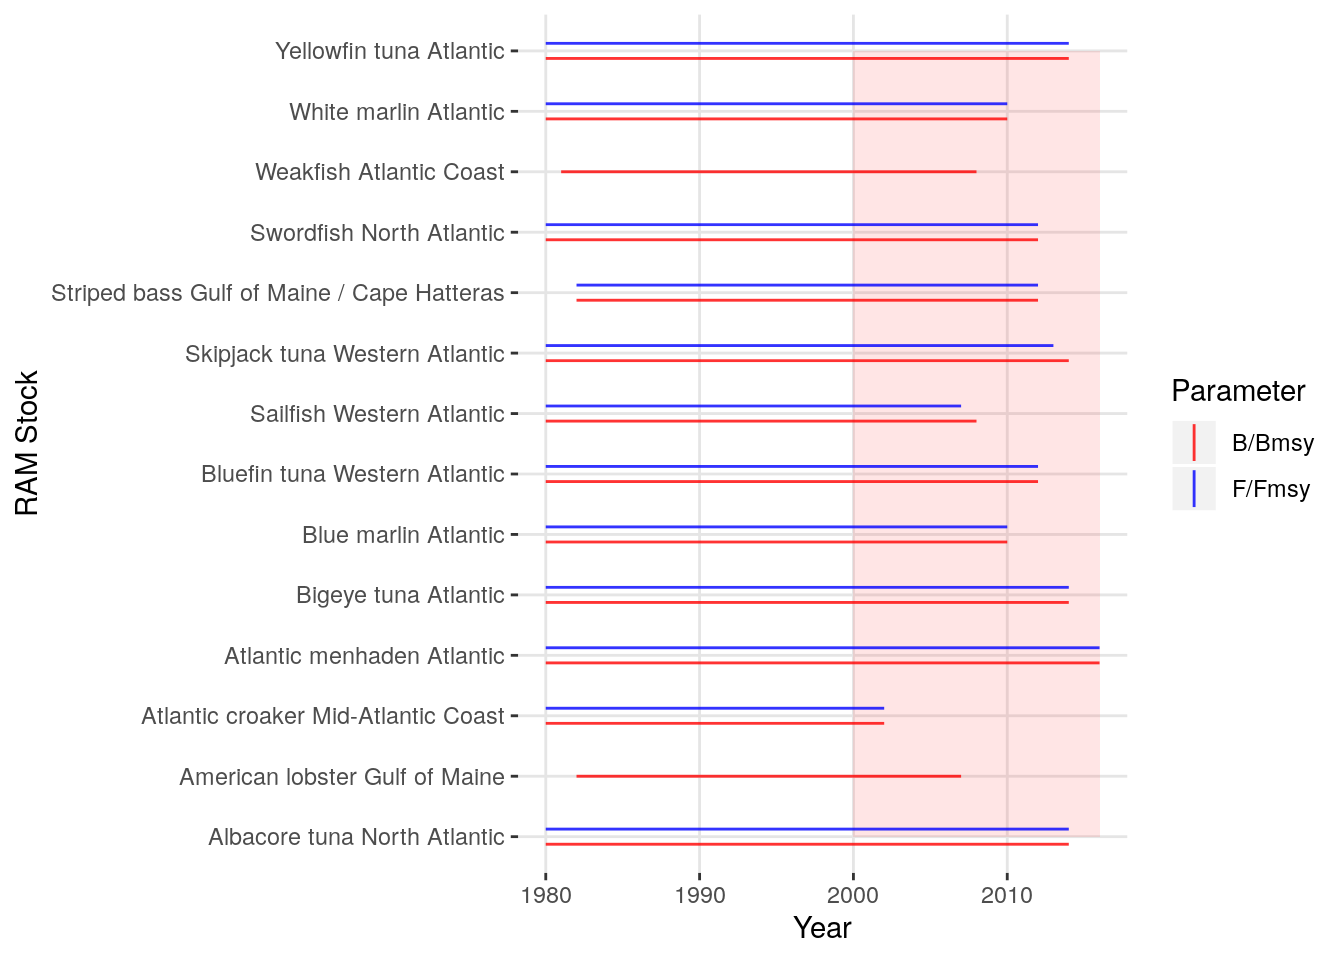 Yellowfin tuna Atlantic
White marlin Atlantic
Weakfish Atlantic Coast
Swordfish North Atlantic
Striped bass Gulf of Maine / Cape Hatteras
Skipjack tuna Western Atlantic
Sailfish Western Atlantic
Bluefin tuna Western Atlantic
Blue marlin Atlantic
Bigeye tuna Atlantic
Atlantic menhaden Atlantic
Atlantic croaker Mid-Atlantic Coast
American lobster Gulf of Maine
Albacore tuna North Atlantic
RAM Stock
1980 1990 2000 2010
Year
Parameter
B/Bmsy
F/Fmsy